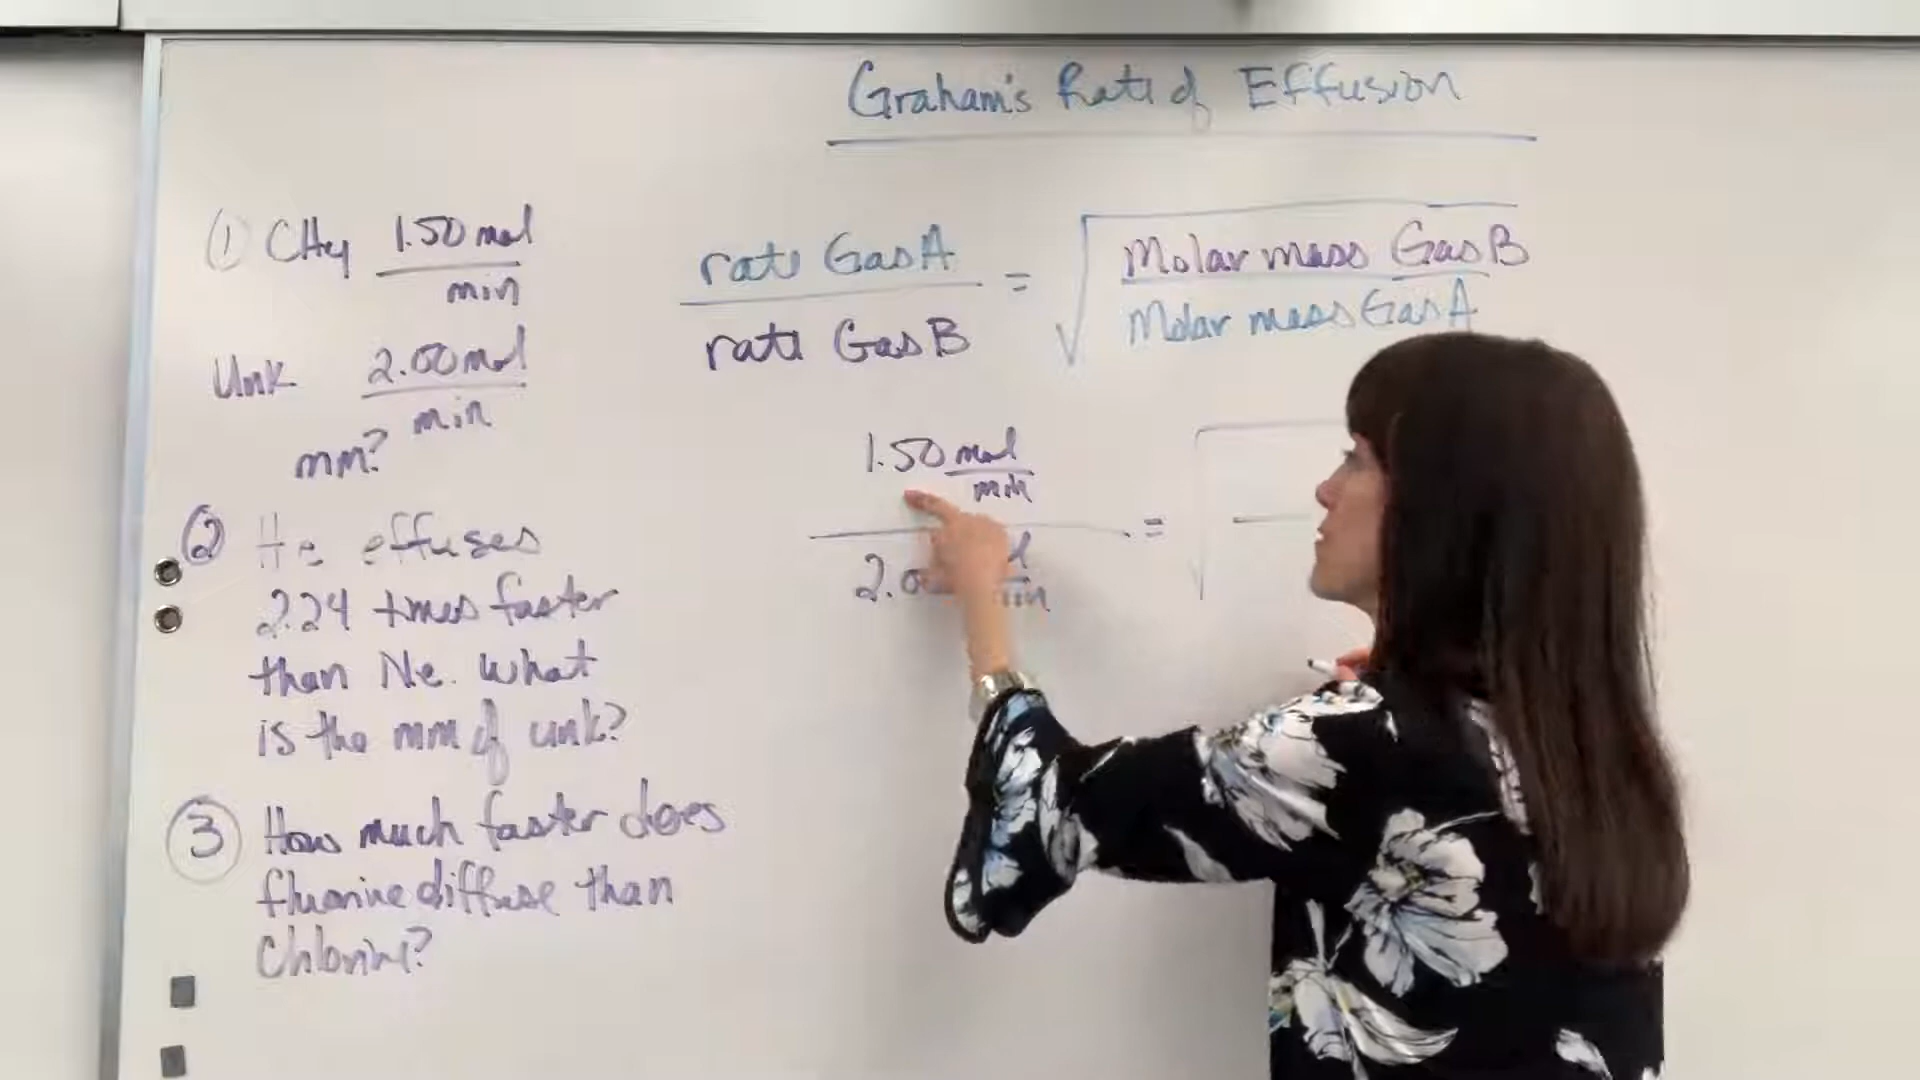 Graham's Rate of Effusion
① CH4 1.50 mol
min
Unk 2.00 mol
min
mm?
② He effuses
2.24 times faster
than Ne. What
is the mm of unk?
③ How much faster does
fluorine diffuse than
Chlorine?
rate Gas A
rate Gas B
=
√
Molar mass Gas B
Molar mass Gas A
1.50 mol
min
=